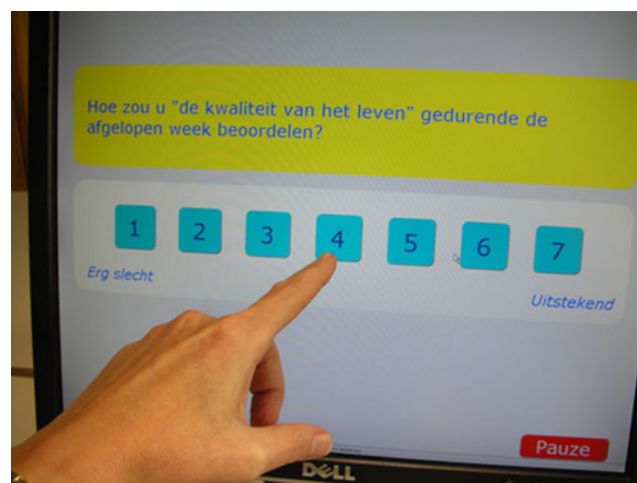 Hoe zou u "de kwaliteit van het leven" gedurende de
afgelopen week beoordelen?
1 2 3 4 5 6 7
Erg slecht
Uitstekend
Pauze
DELL